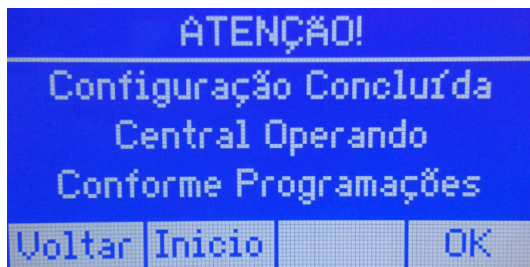 ATENÇÃO!
Configuração Concluída
Central Operando
Conforme Programações
Voltar Inicio OK